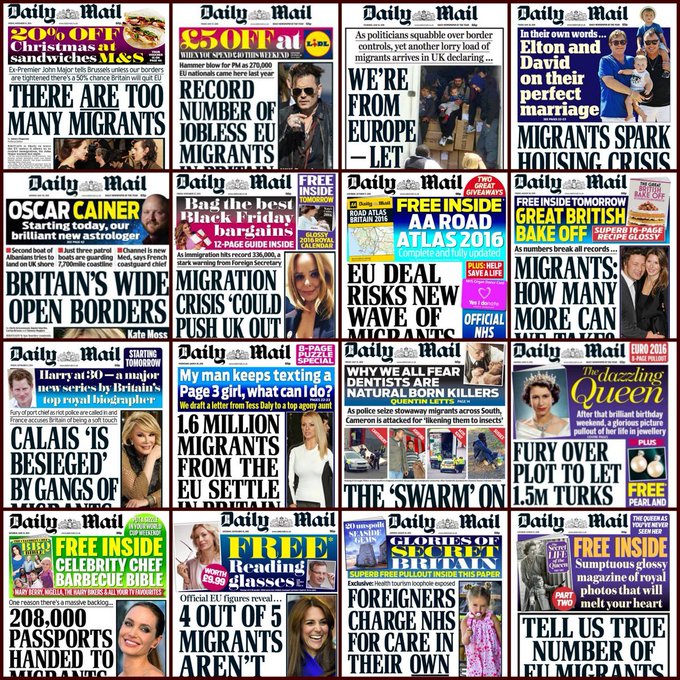 Daily Mail
20% OFF
Christmas at
sandwiches M&S
Ex-Premier John Major tells Brussels unless our borders
are tightened there's a 50% chance Britain will quit EU
THERE ARE TOO
MANY MIGRANTS
Daily Mail
£5 OFF at
LiDL
WHEN YOU SPEND £40 THIS WEEKEND
Hammer blow for PM as 270,000
EU nationals came here last year
RECORD
NUMBER OF
JOBLESS EU
MIGRANTS
Daily Mail
As politicians squabble over border
controls, yet another lorry load of
migrants arrives in UK declaring ...
WE'RE
FROM
EUROPE
– LET
Daily Mail
In their own words...
Elton and
David
on their
perfect
marriage
MIGRANTS SPARK
HOUSING CRISIS
Daily Mail
OSCAR CAINER
Starting today, our
brilliant new astrologer
Second boat of
Albanians tries to
land on UK shore
Just three patrol
boats are guarding
7,700mile coastline
Channel is new
Med, says French
coastguard chief
BRITAIN'S WIDE
OPEN BORDERS
Kate Moss
Daily Mail
Bag the best
Black Friday
bargains
12-PAGE GUIDE INSIDE
FREE
INSIDE
TOMORROW
GLOSSY
2016 ROYAL
CALENDAR
As immigration hits record 336,000, a
stark warning from Foreign Secretary
MIGRATION
CRISIS 'COULD
PUSH UK OUT
Daily Mail
TWO
GREAT
GIVEAWAYS
AA
Daily Mail
ROAD ATLAS
BRITAIN 2016
FREE INSIDE
AA ROAD
ATLAS 2016
Complete and fully updated
PLUS: HELP
SAVE A LIFE
Yes I donate
OFFICIAL
NHS
EU DEAL
RISKS NEW
WAVE OF
MIGRANTS
Daily Mail
FREE INSIDE TOMORROW
GREAT BRITISH
BAKE OFF
THE GREAT
BRITISH
BAKE OFF
SUPERB 16-PAGE
RECIPE GLOSSY
As numbers break all records ...
MIGRANTS:
HOW MANY
MORE CAN
Daily Mail
STARTING
TOMORROW
Harry at 30 – a major
new series by Britain's
top royal biographer
Fury of port chief as riot police are called in and
France accuses Britain of being a soft touch
CALAIS 'IS
BESIEGED'
BY GANGS OF
MIGRANTS
Daily Mail
8-PAGE
PUZZLE
SPECIAL
My man keeps texting a
Page 3 girl, what can I do?
We draft a letter from Tess Daly to a top agony aunt
1.6 MILLION
MIGRANTS
FROM THE
EU SETTLE
IN BRITAIN
Daily Mail
WHY WE ALL FEAR
DENTISTS ARE
NATURAL BORN KILLERS
QUENTIN LETTS
As police seize stowaway migrants across South,
Cameron is attacked for 'likening them to insects'
THE 'SWARM' ON
Daily Mail
EURO 2016
8-PAGE PULLOUT
The dazzling
Queen
After that brilliant birthday
weekend, a glorious picture
pullout of her life in jewellery
PLUS
FREE
PEARL AND
FURY OVER
PLOT TO LET
1.5m TURKS
Daily Mail
FREE INSIDE
CELEBRITY CHEF
BARBECUE BIBLE
MARY BERRY, NIGELLA, THE HAIRY BIKERS & ALL YOUR TV FAVOURITES
One reason there's a massive backlog...
208,000
PASSPORTS
HANDED TO
MIGRANTS
Daily Mail
WORTH
£9.99
FREE*
Reading
glasses
Official EU figures reveal...
4 OUT OF 5
MIGRANTS
AREN'T
Daily Mail
20 unspoilt
SEASIDE
GEMS
STORIES OF
SECRET
BRITAIN
SUPERB FREE PULLOUT INSIDE THIS PAPER
Exclusive: Health tourism loophole exposed
FOREIGNERS
CHARGE NHS
FOR CARE IN
THEIR OWN
Daily Mail
THE QUEEN AS
YOU'VE NEVER
SEEN HER
Secret
LIFE
of the
Queen
PART
TWO
FREE INSIDE
Sumptuous glossy
magazine of royal
photos that will
melt your heart
TELL US TRUE
NUMBER OF
EU MIGRANTS